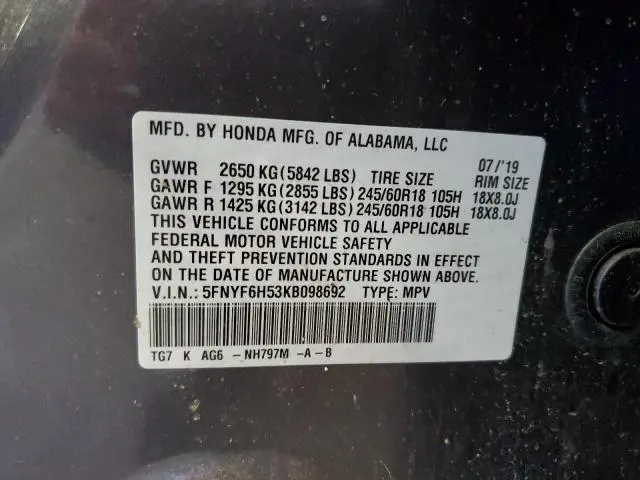 MFD. BY HONDA MFG. OF ALABAMA, LLC
07/'19
GVWR 2650 KG(5842 LBS) TIRE SIZE RIM SIZE
GAWR F 1295 KG(2855 LBS) 245/60R18 105H 18X8.0J
GAWR R 1425 KG(3142 LBS) 245/60R18 105H 18X8.0J
THIS VEHICLE CONFORMS TO ALL APPLICABLE
FEDERAL MOTOR VEHICLE SAFETY
AND THEFT PREVENTION STANDARDS IN EFFECT
ON THE DATE OF MANUFACTURE SHOWN ABOVE.
V.I.N.: 5FNYF6H53KB098692 TYPE: MPV
TG7 K AG6 -NH797M -A-B